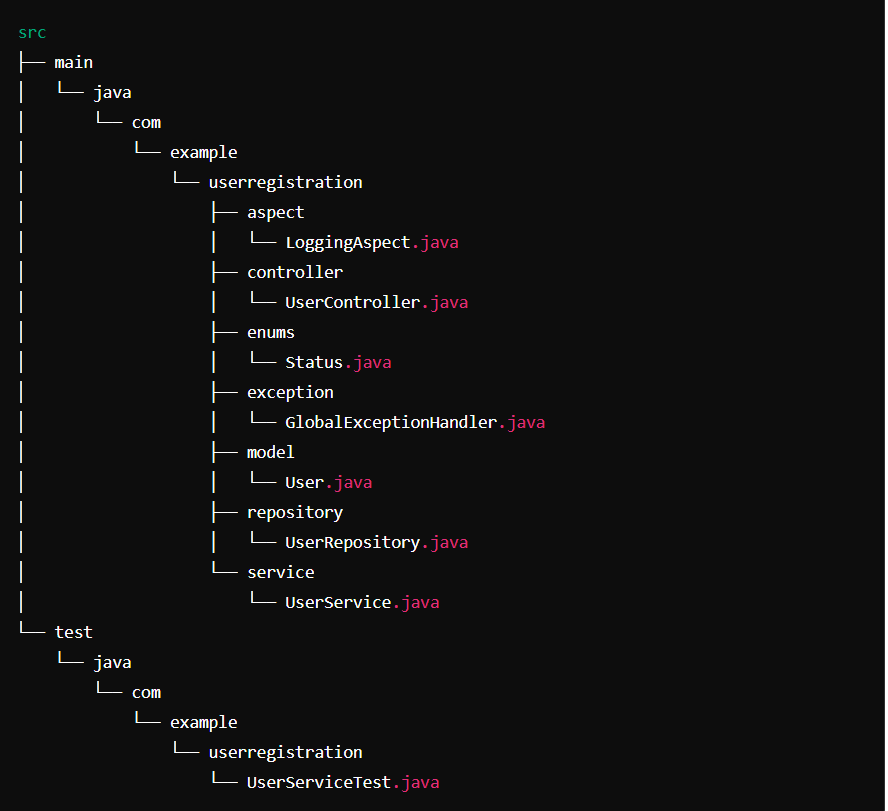 src
├── main
│   └── java
│       └── com
│           └── example
│               └── userregistration
│                   ├── aspect
│                   │   └── LoggingAspect.java
│                   ├── controller
│                   │   └── UserController.java
│                   ├── enums
│                   │   └── Status.java
│                   ├── exception
│                   │   └── GlobalExceptionHandler.java
│                   ├── model
│                   │   └── User.java
│                   ├── repository
│                   │   └── UserRepository.java
│                   └── service
│                       └── UserService.java
└── test
    └── java
        └── com
            └── example
                └── userregistration
                    └── UserServiceTest.java